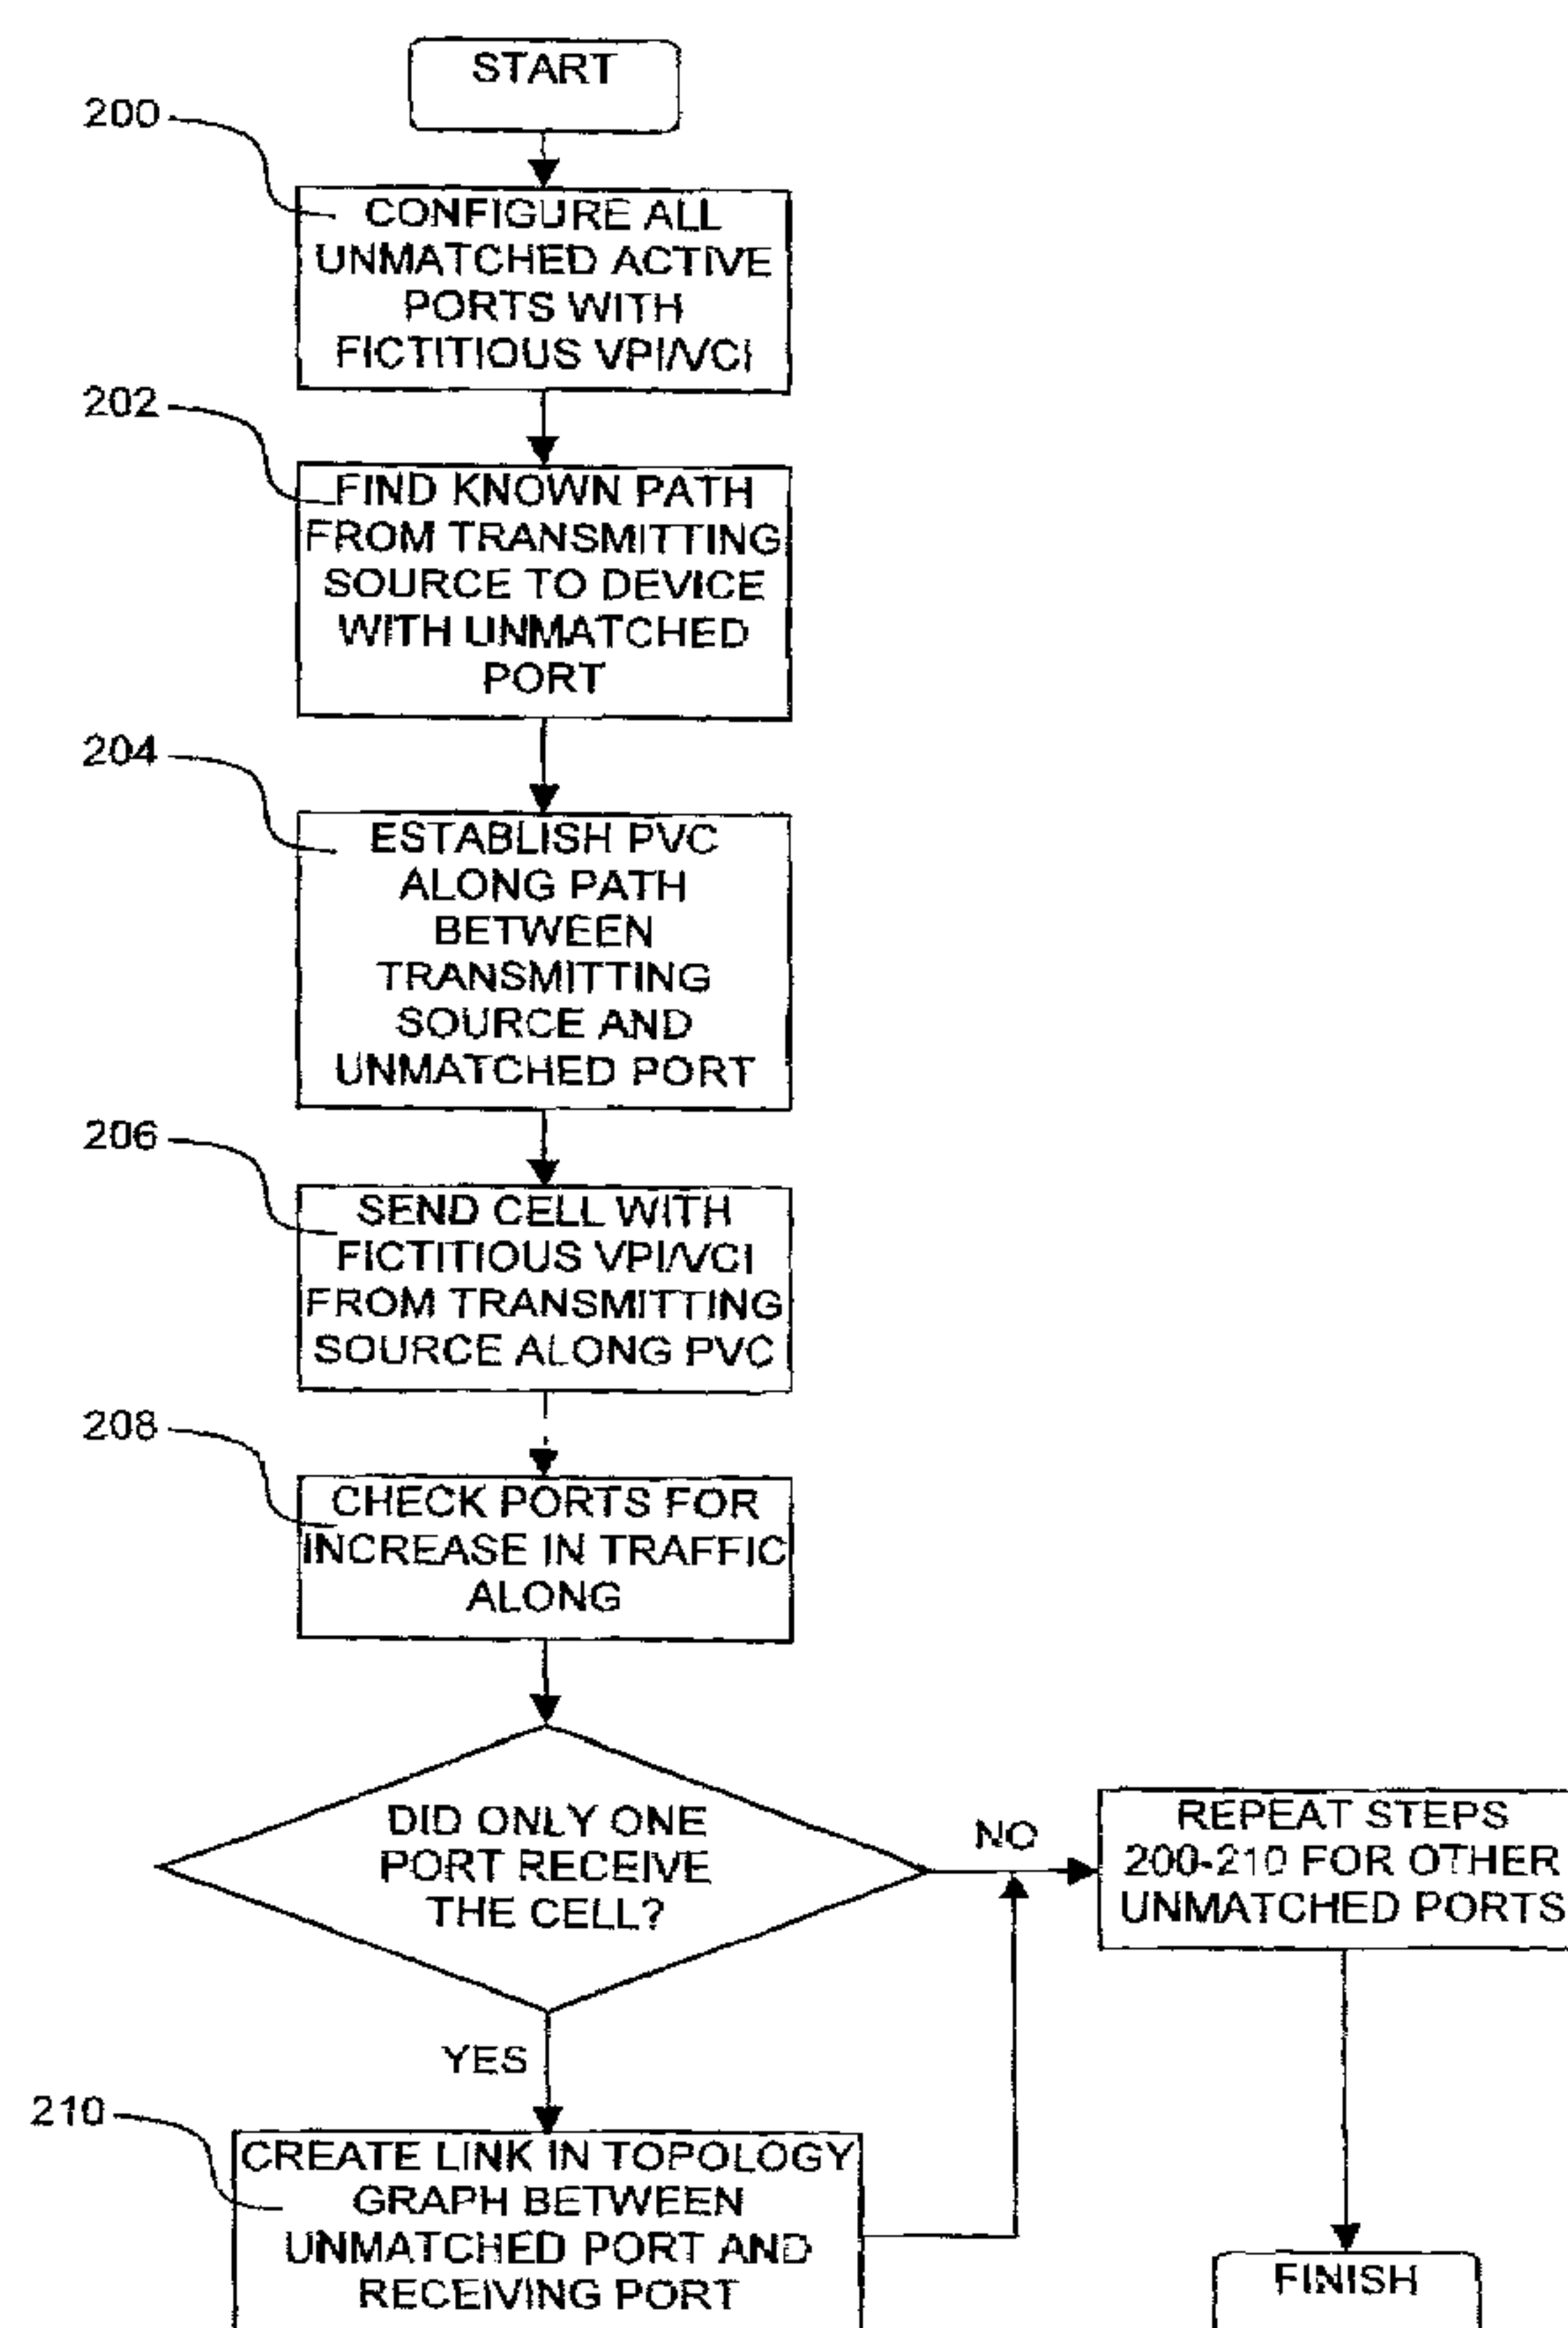 START
200
CONFIGURE ALL
UNMATCHED ACTIVE
PORTS WITH
FICTITIOUS VPI/VCI
202
FIND KNOWN PATH
FROM TRANSMITTING
SOURCE TO DEVICE
WITH UNMATCHED
PORT
204
ESTABLISH PVC
ALONG PATH
BETWEEN
TRANSMITTING
SOURCE AND
UNMATCHED PORT
206
SEND CELL WITH
FICTITIOUS VPI/VCI
FROM TRANSMITTING
SOURCE ALONG PVC
208
CHECK PORTS FOR
INCREASE IN TRAFFIC
ALONG
DID ONLY ONE
PORT RECEIVE
THE CELL?
NO
REPEAT STEPS
200-210 FOR OTHER
UNMATCHED PORTS
YES
210
CREATE LINK IN TOPOLOGY
GRAPH BETWEEN
UNMATCHED PORT AND
RECEIVING PORT
FINISH